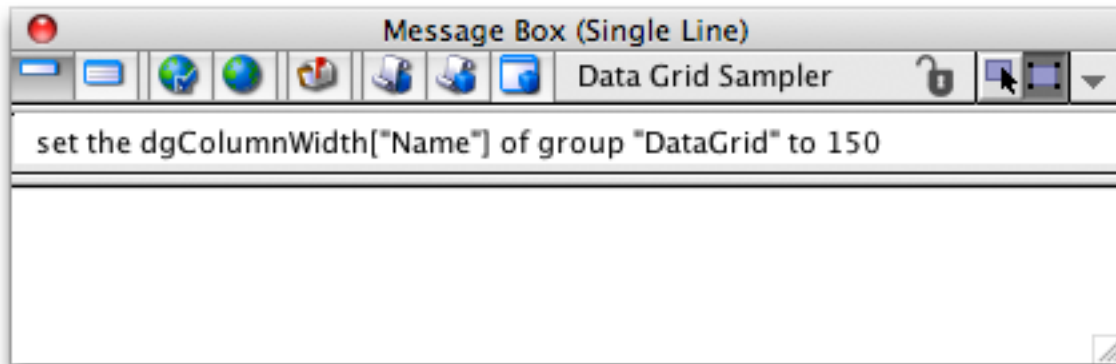 Message Box (Single Line)
Data Grid Sampler
set the dgColumnWidth["Name"] of group "DataGrid" to 150